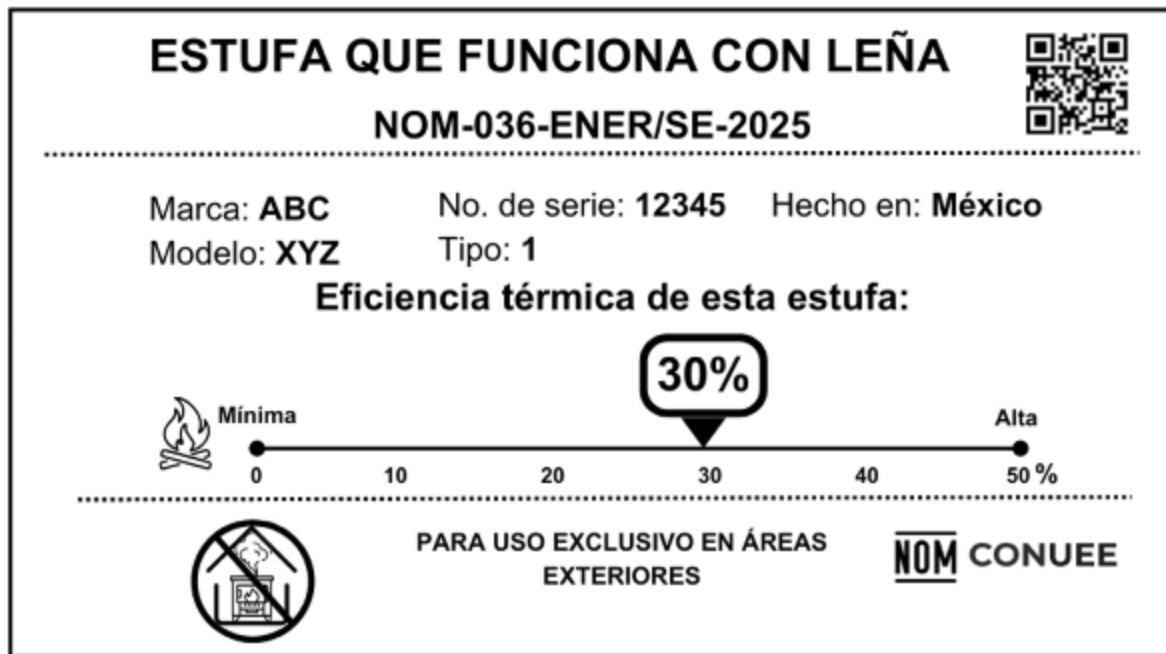 ESTUFA QUE FUNCIONA CON LEÑA
NOM-036-ENER/SE-2025
Marca: ABC No. de serie: 12345 Hecho en: México
Modelo: XYZ Tipo: 1
Eficiencia térmica de esta estufa:
30%
Mínima Alta
0 10 20 30 40 50 %
PARA USO EXCLUSIVO EN ÁREAS
EXTERIORES
NOM CONUEE